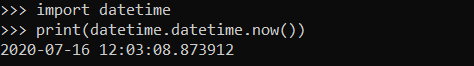 >>> import datetime
>>> print(datetime.datetime.now())
2020-07-16 12:03:08.873912